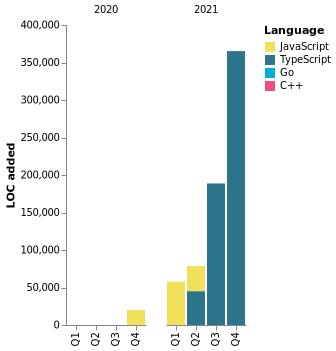 2020 2021
Language
JavaScript
TypeScript
Go
C++
LOC added
400,000
350,000
300,000
250,000
200,000
150,000
100,000
50,000
0
Q1 Q2 Q3 Q4 Q1 Q2 Q3 Q4